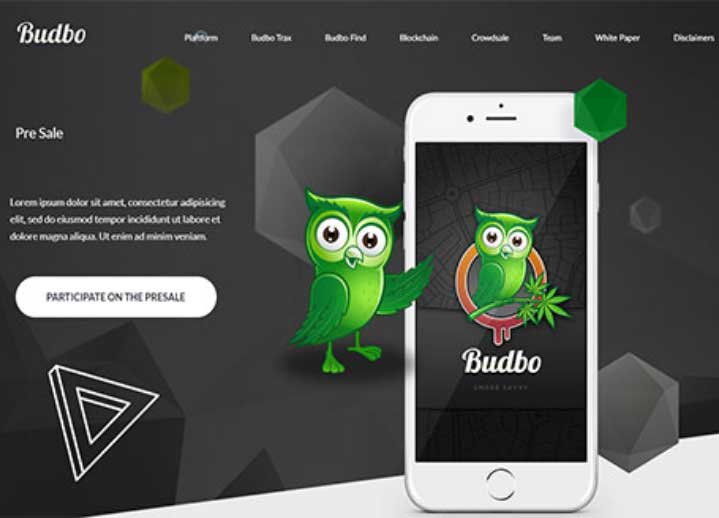 Budbo
Platform Budbo Trax Budbo Find Blockchain Crowdsale Team White Paper Disclaimers
Pre Sale
Lorem ipsum dolor sit amet, consectetur adipisicing
elit, sed do eiusmod tempor incididunt ut labore et
dolore magna aliqua. Ut enim ad minim veniam.
PARTICIPATE ON THE PRESALE
Budbo